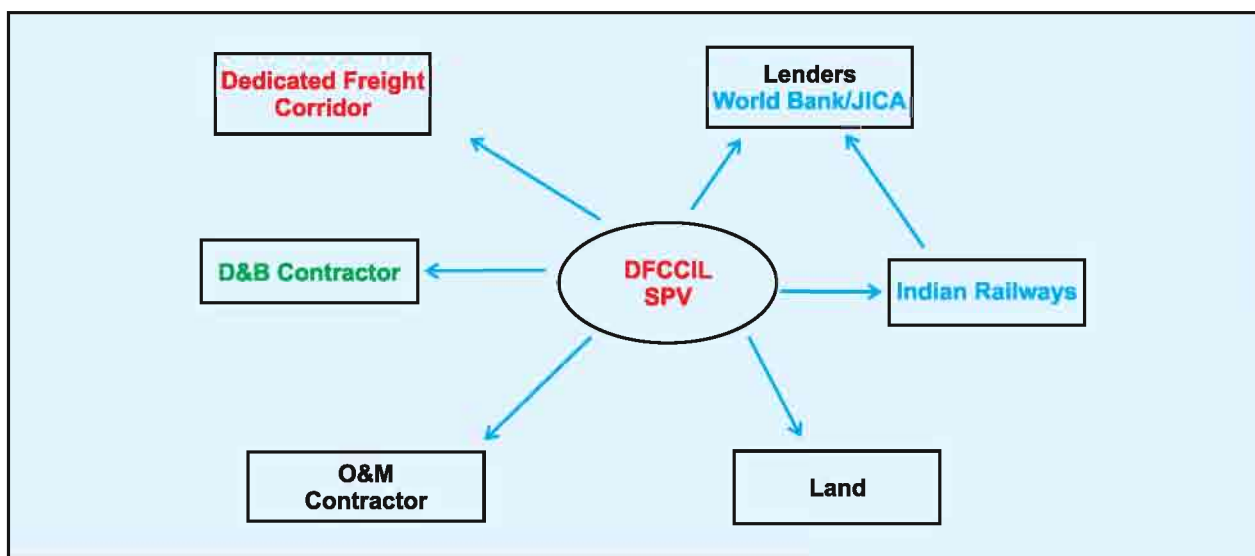 Dedicated Freight
Corridor
Lenders
World Bank/JICA
D&B Contractor
DFCCIL
SPV
Indian Railways
O&M
Contractor
Land